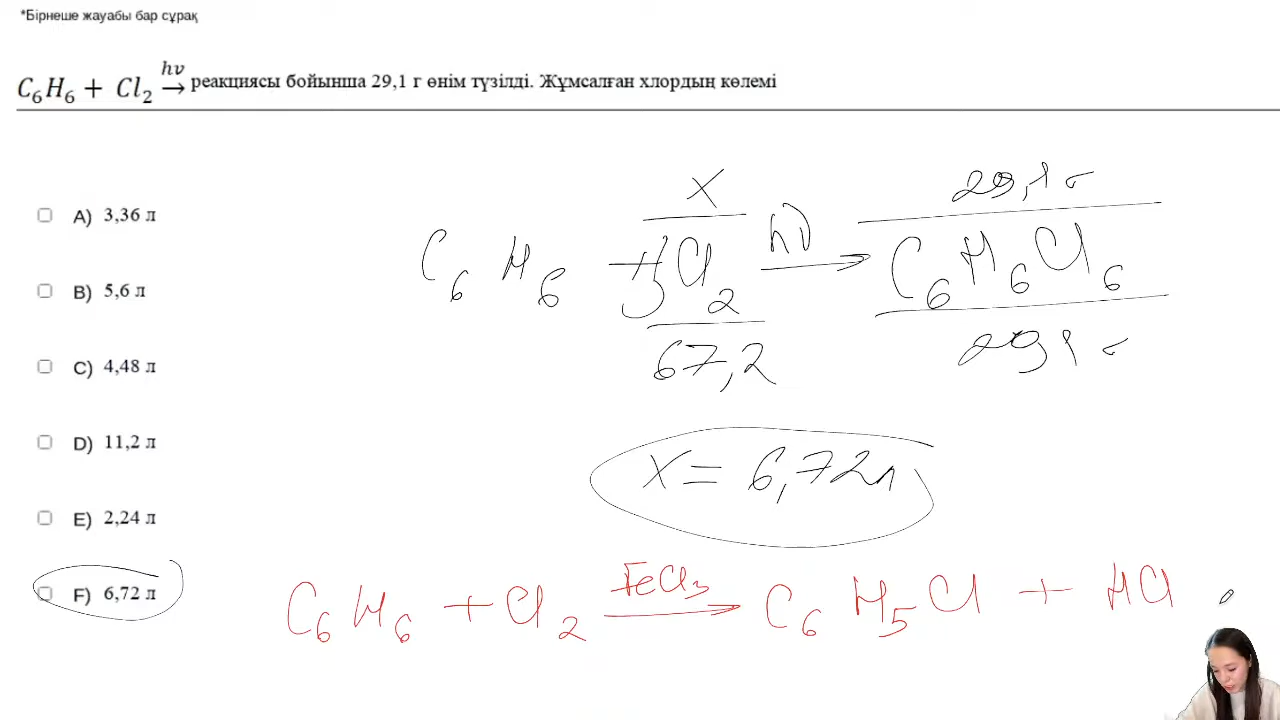 *Бірнеше жауабы бар сұрақ
C₆H₆ + Cl₂ →hν реакциясы бойынша 29,1 г өнім түзілді. Жұмсалған хлордың көлемі
A) 3,36 л
B) 5,6 л
C) 4,48 л
D) 11,2 л
E) 2,24 л
F) 6,72 л
x 29,1 г
C₆H₆ + 3Cl₂ →hν C₆H₆Cl₆
67,2 291 г
x = 6,72 л
C₆H₆ + Cl₂ →FeCl₃ C₆H₅Cl + HCl